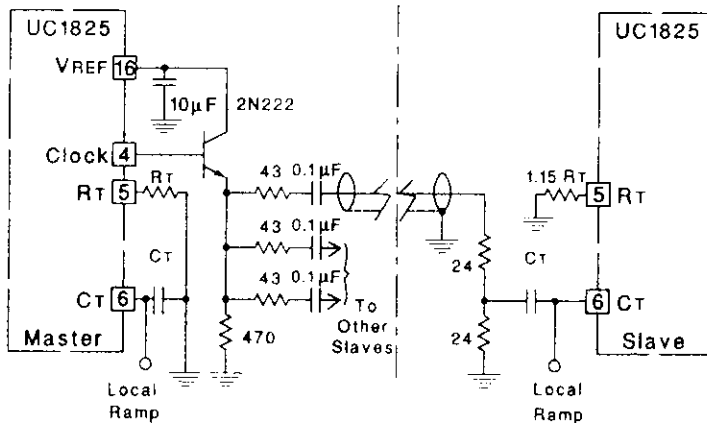 UC1825
UC1825
VREF 16
10µF 2N222
Clock 4
RT 5 RT
43 0.1µF
1.15 RT
5 RT
43 0.1µF
CT
43 0.1µF
24
CT
CT 6
To
Other
Slaves
6 CT
470
24
Master
Slave
Local
Ramp
Local
Ramp